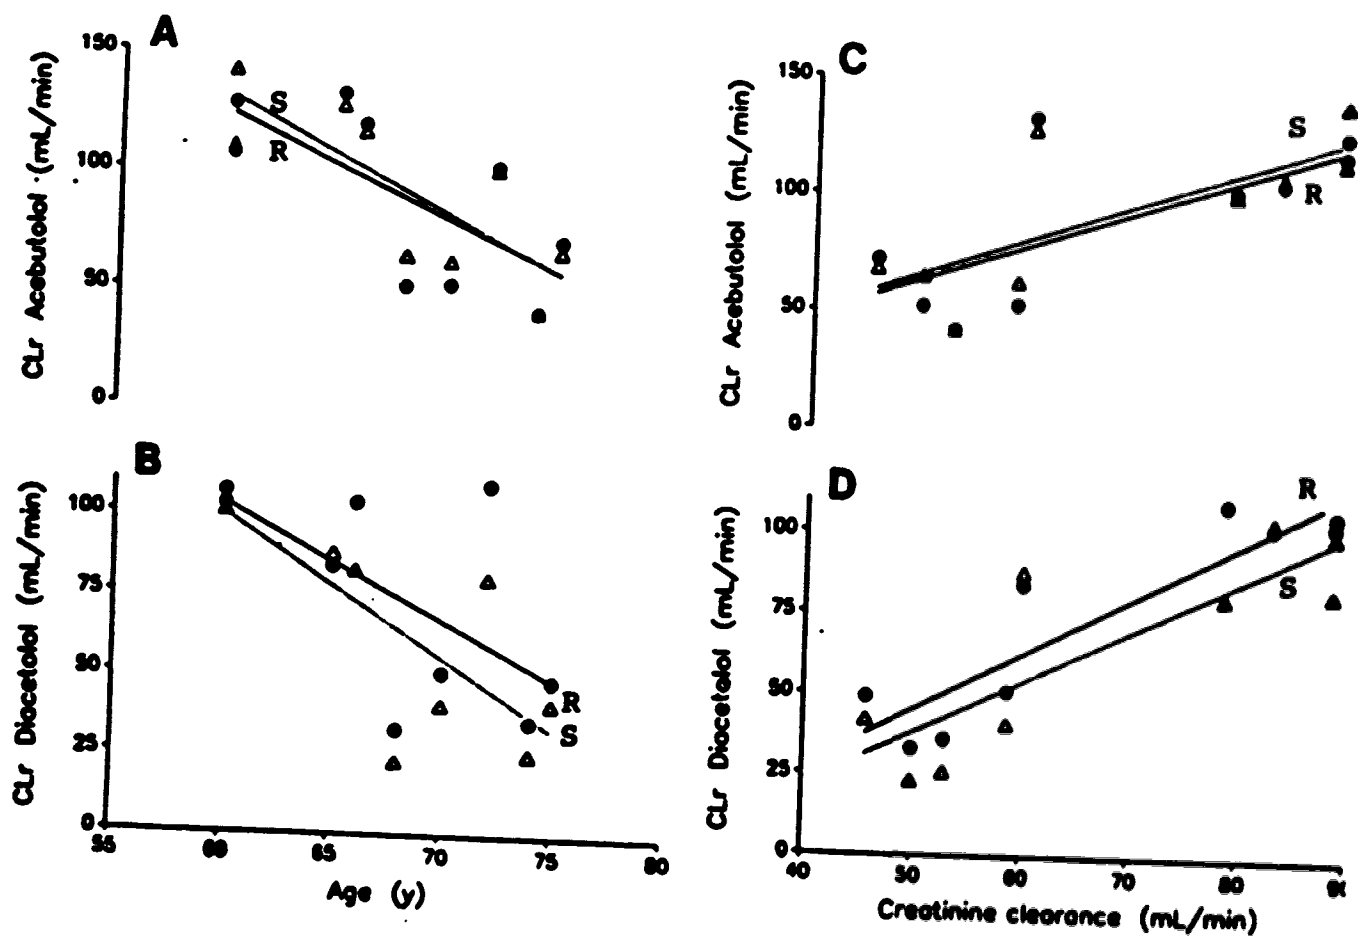 A
150
100
50
0
CLr Acebutolol (mL/min)
S
R
B
100
75
50
25
0
CLr Diacetolol (mL/min)
R
S
55 60 65 70 75 80
Age (y)
C
150
100
50
0
CLr Acebutolol (mL/min)
S
R
D
100
75
50
25
0
CLr Diacetolol (mL/min)
R
S
40 50 60 70 80
Creatinine clearance (mL/min)